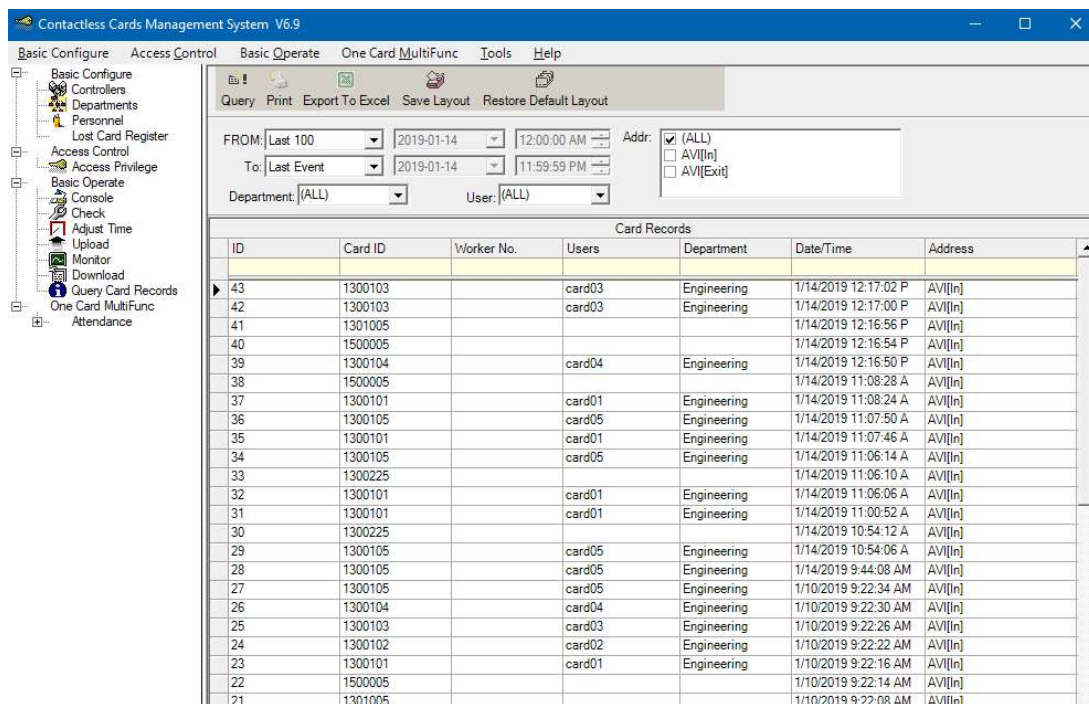 Contactless Cards Management System V6.9
Basic Configure Access Control Basic Operate One Card MultiFunc Tools Help
Basic Configure
Controllers
Departments
Personnel
Lost Card Register
Access Control
Access Privilege
Basic Operate
Console
Check
Adjust Time
Upload
Monitor
Download
Query Card Records
One Card MultiFunc
Attendance
Query Print Export To Excel Save Layout Restore Default Layout
FROM: Last 100 2019-01-14 12:00:00 AM Addr: (ALL)
AVI[In]
To: Last Event 2019-01-14 11:59:59 PM
AVI[Exit]
Department: (ALL) User: (ALL)
Card Records
ID Card ID Worker No. Users Department Date/Time Address
43 1300103 card03 Engineering 1/14/2019 12:17:02 P AVI[In]
42 1300103 card03 Engineering 1/14/2019 12:17:00 P AVI[In]
41 1301005 1/14/2019 12:16:56 P AVI[In]
40 1500005 1/14/2019 12:16:54 P AVI[In]
39 1300104 card04 Engineering 1/14/2019 12:16:50 P AVI[In]
38 1500005 1/14/2019 11:08:28 A AVI[In]
37 1300101 card01 Engineering 1/14/2019 11:08:24 A AVI[In]
36 1300105 card05 Engineering 1/14/2019 11:07:50 A AVI[In]
35 1300101 card01 Engineering 1/14/2019 11:07:46 A AVI[In]
34 1300105 card05 Engineering 1/14/2019 11:06:14 A AVI[In]
33 1300225 1/14/2019 11:06:10 A AVI[In]
32 1300101 card01 Engineering 1/14/2019 11:06:06 A AVI[In]
31 1300101 card01 Engineering 1/14/2019 11:00:52 A AVI[In]
30 1300225 1/14/2019 10:54:12 A AVI[In]
29 1300105 card05 Engineering 1/14/2019 10:54:06 A AVI[In]
28 1300105 card05 Engineering 1/14/2019 9:44:08 AM AVI[In]
27 1300105 card05 Engineering 1/10/2019 9:22:34 AM AVI[In]
26 1300104 card04 Engineering 1/10/2019 9:22:30 AM AVI[In]
25 1300103 card03 Engineering 1/10/2019 9:22:26 AM AVI[In]
24 1300102 card02 Engineering 1/10/2019 9:22:22 AM AVI[In]
23 1300101 card01 Engineering 1/10/2019 9:22:16 AM AVI[In]
22 1500005 1/10/2019 9:22:14 AM AVI[In]
21 1301005 1/10/2019 9:22:08 AM AVI[In]